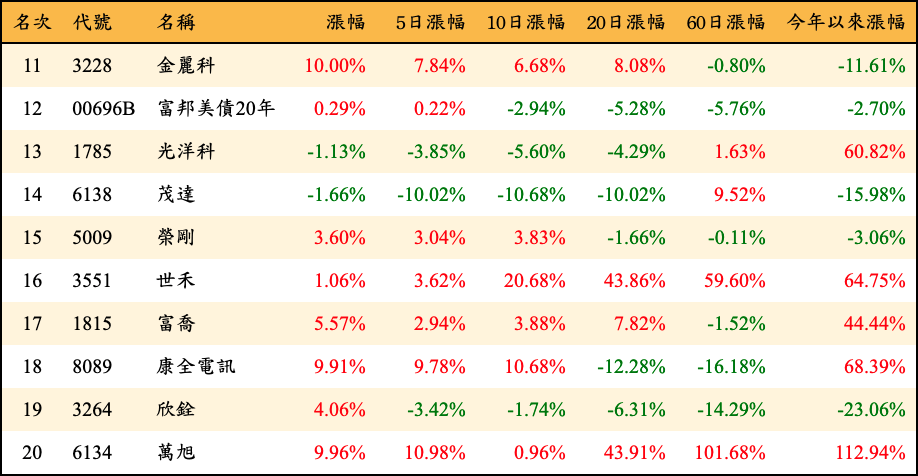 名次 代號 名稱 漲幅 5日漲幅 10日漲幅 20日漲幅 60日漲幅 今年以來漲幅
11 3228 金麗科 10.00% 7.84% 6.68% 8.08% -0.80% -11.61%
12 00696B 富邦美債20年 0.29% 0.22% -2.94% -5.28% -5.76% -2.70%
13 1785 光洋科 -1.13% -3.85% -5.60% -4.29% 1.63% 60.82%
14 6138 茂達 -1.66% -10.02% -10.68% -10.02% 9.52% -15.98%
15 5009 榮剛 3.60% 3.04% 3.83% -1.66% -0.11% -3.06%
16 3551 世禾 1.06% 3.62% 20.68% 43.86% 59.60% 64.75%
17 1815 富喬 5.57% 2.94% 3.88% 7.82% -1.52% 44.44%
18 8089 康全電訊 9.91% 9.78% 10.68% -12.28% -16.18% 68.39%
19 3264 欣銓 4.06% -3.42% -1.74% -6.31% -14.29% -23.06%
20 6134 萬旭 9.96% 10.98% 0.96% 43.91% 101.68% 112.94%